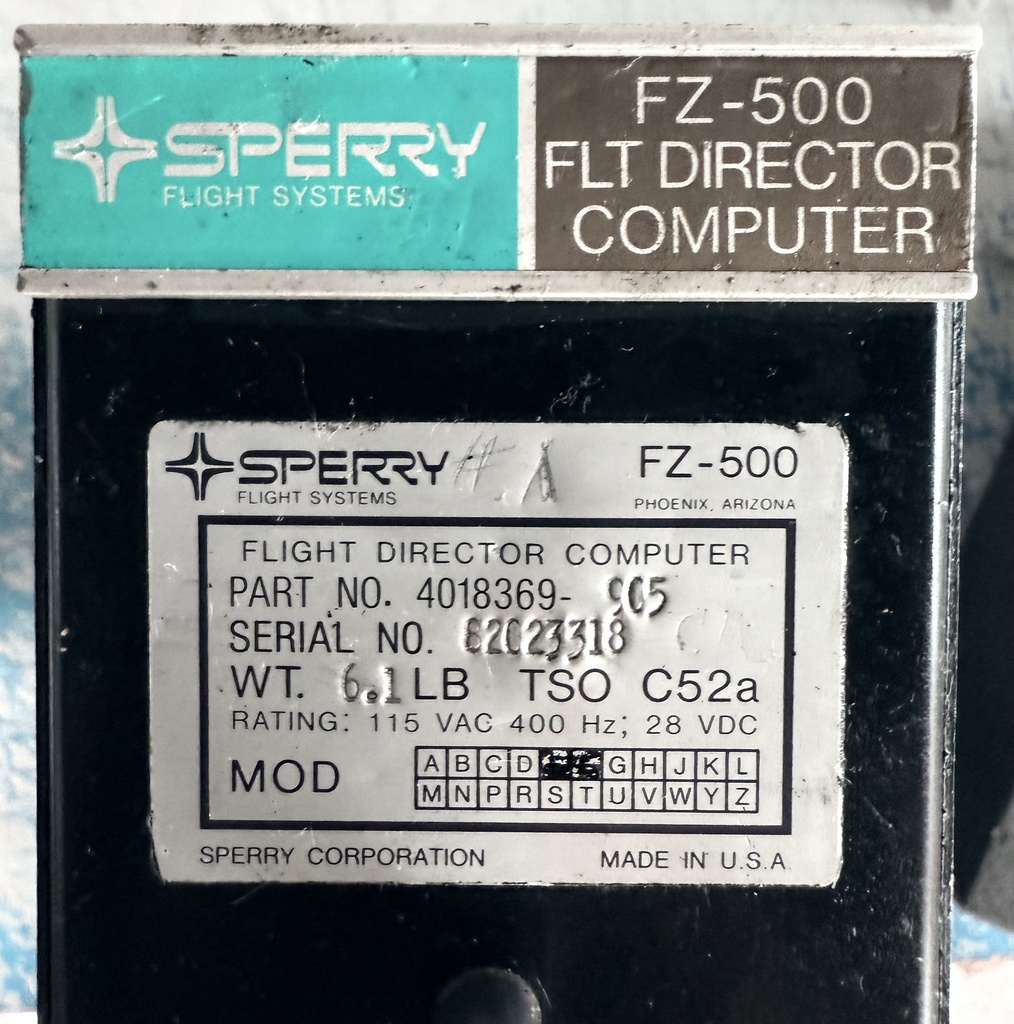 SPERRY
FLIGHT SYSTEMS
FZ-500
FLT DIRECTOR
COMPUTER
SPERRY
FLIGHT SYSTEMS
FZ-500
PHOENIX, ARIZONA
FLIGHT DIRECTOR COMPUTER
PART NO. 4018369- 905
SERIAL NO. 82023318
WT. 6.1 LB TSO C52a
RATING: 115 VAC 400 Hz; 28 VDC
MOD
A B C D G H J K L
M N P R S T U V W Y Z
SPERRY CORPORATION
MADE IN U.S.A